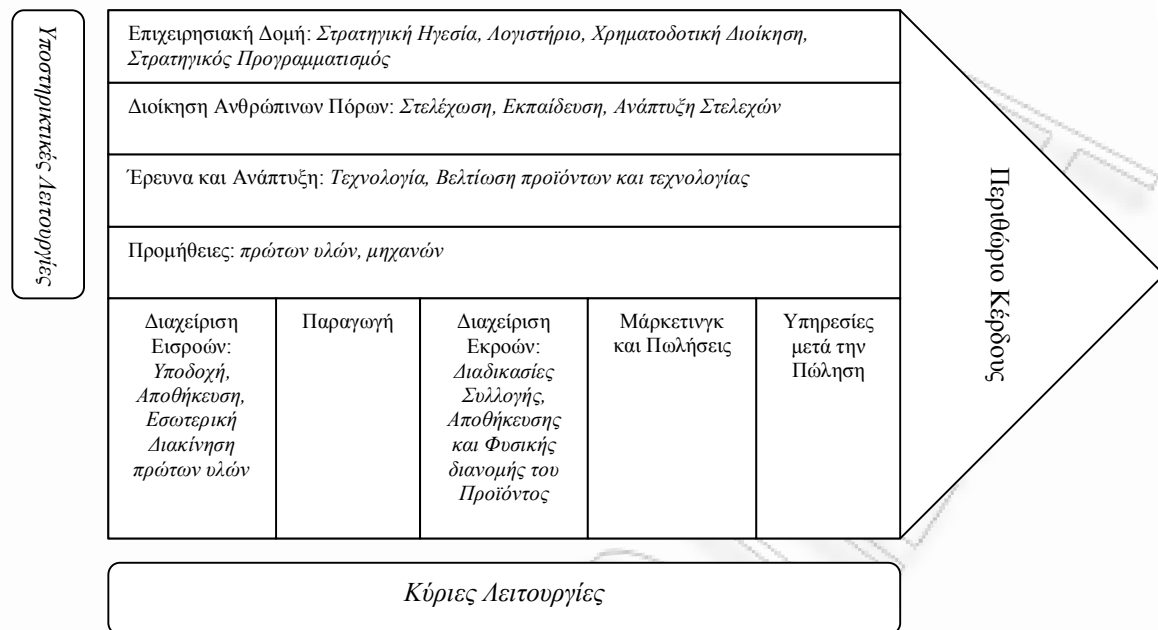 Υποστηρικτικές Λειτουργίες
Επιχειρησιακή Δομή: Στρατηγική Ηγεσία, Λογιστήριο, Χρηματοδοτική Διοίκηση,
Στρατηγικός Προγραμματισμός
Διοίκηση Ανθρώπινων Πόρων: Στελέχωση, Εκπαίδευση, Ανάπτυξη Στελεχών
Έρευνα και Ανάπτυξη: Τεχνολογία, Βελτίωση προϊόντων και τεχνολογίας
Προμήθειες: πρώτων υλών, μηχανών
Διαχείριση
Εισροών:
Υποδοχή,
Αποθήκευση,
Εσωτερική
Διακίνηση
πρώτων υλών
Παραγωγή
Διαχείριση
Εκροών:
Διαδικασίες
Συλλογής,
Αποθήκευσης
και Φυσικής
διανομής του
Προϊόντος
Μάρκετινγκ
και Πωλήσεις
Υπηρεσίες
μετά την
Πώληση
Περιθώριο Κέρδους
Κύριες Λειτουργίες